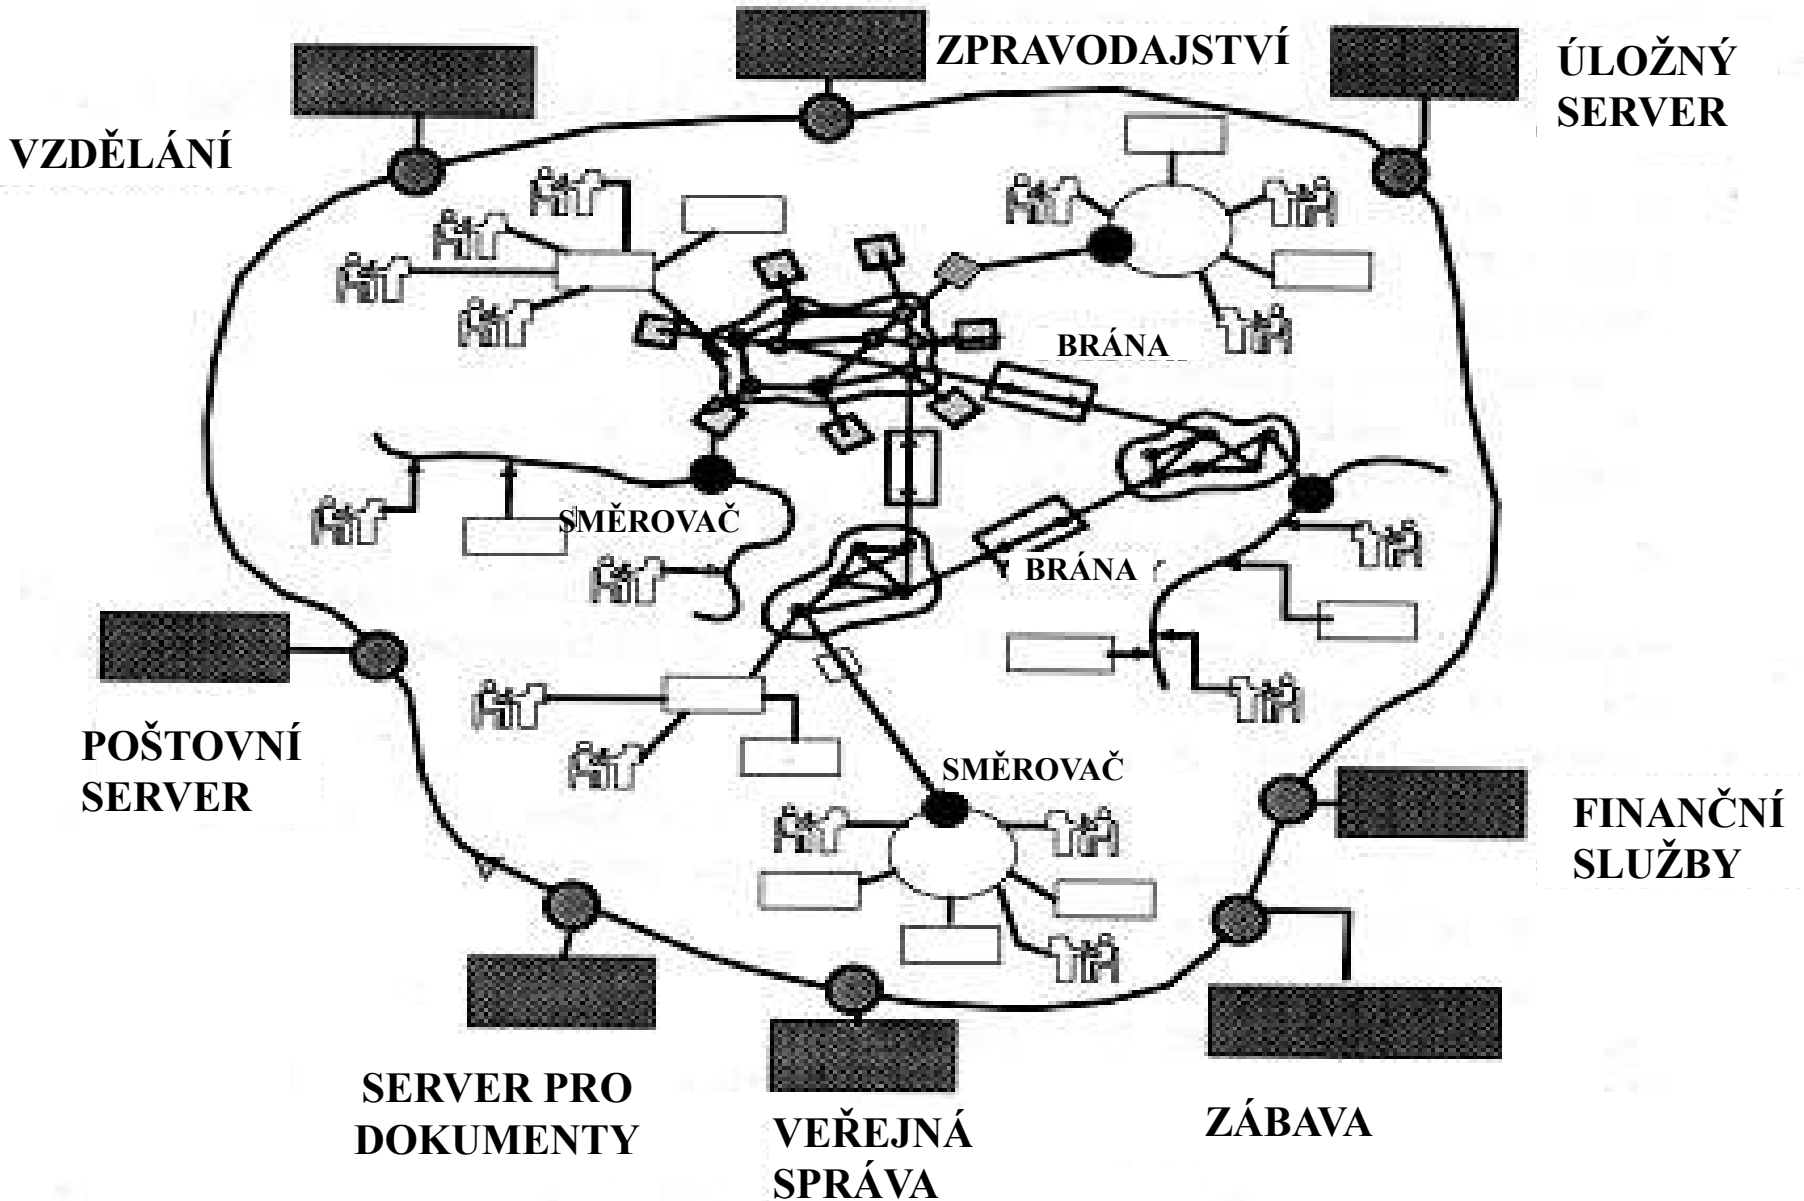 ZPRAVODAJSTVÍ
ÚLOŽNÝ
SERVER
VZDĚLÁNÍ
BRÁNA
SMĚROVAČ
BRÁNA
POŠTOVNÍ
SERVER
SMĚROVAČ
FINANČNÍ
SLUŽBY
SERVER PRO
DOKUMENTY
VEŘEJNÁ
SPRÁVA
ZÁBAVA